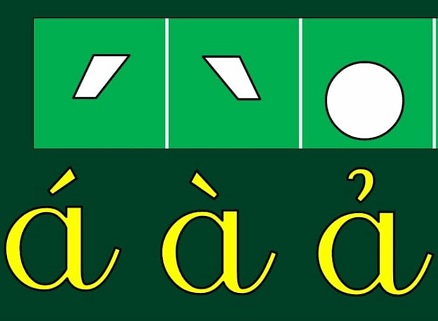 á à ả